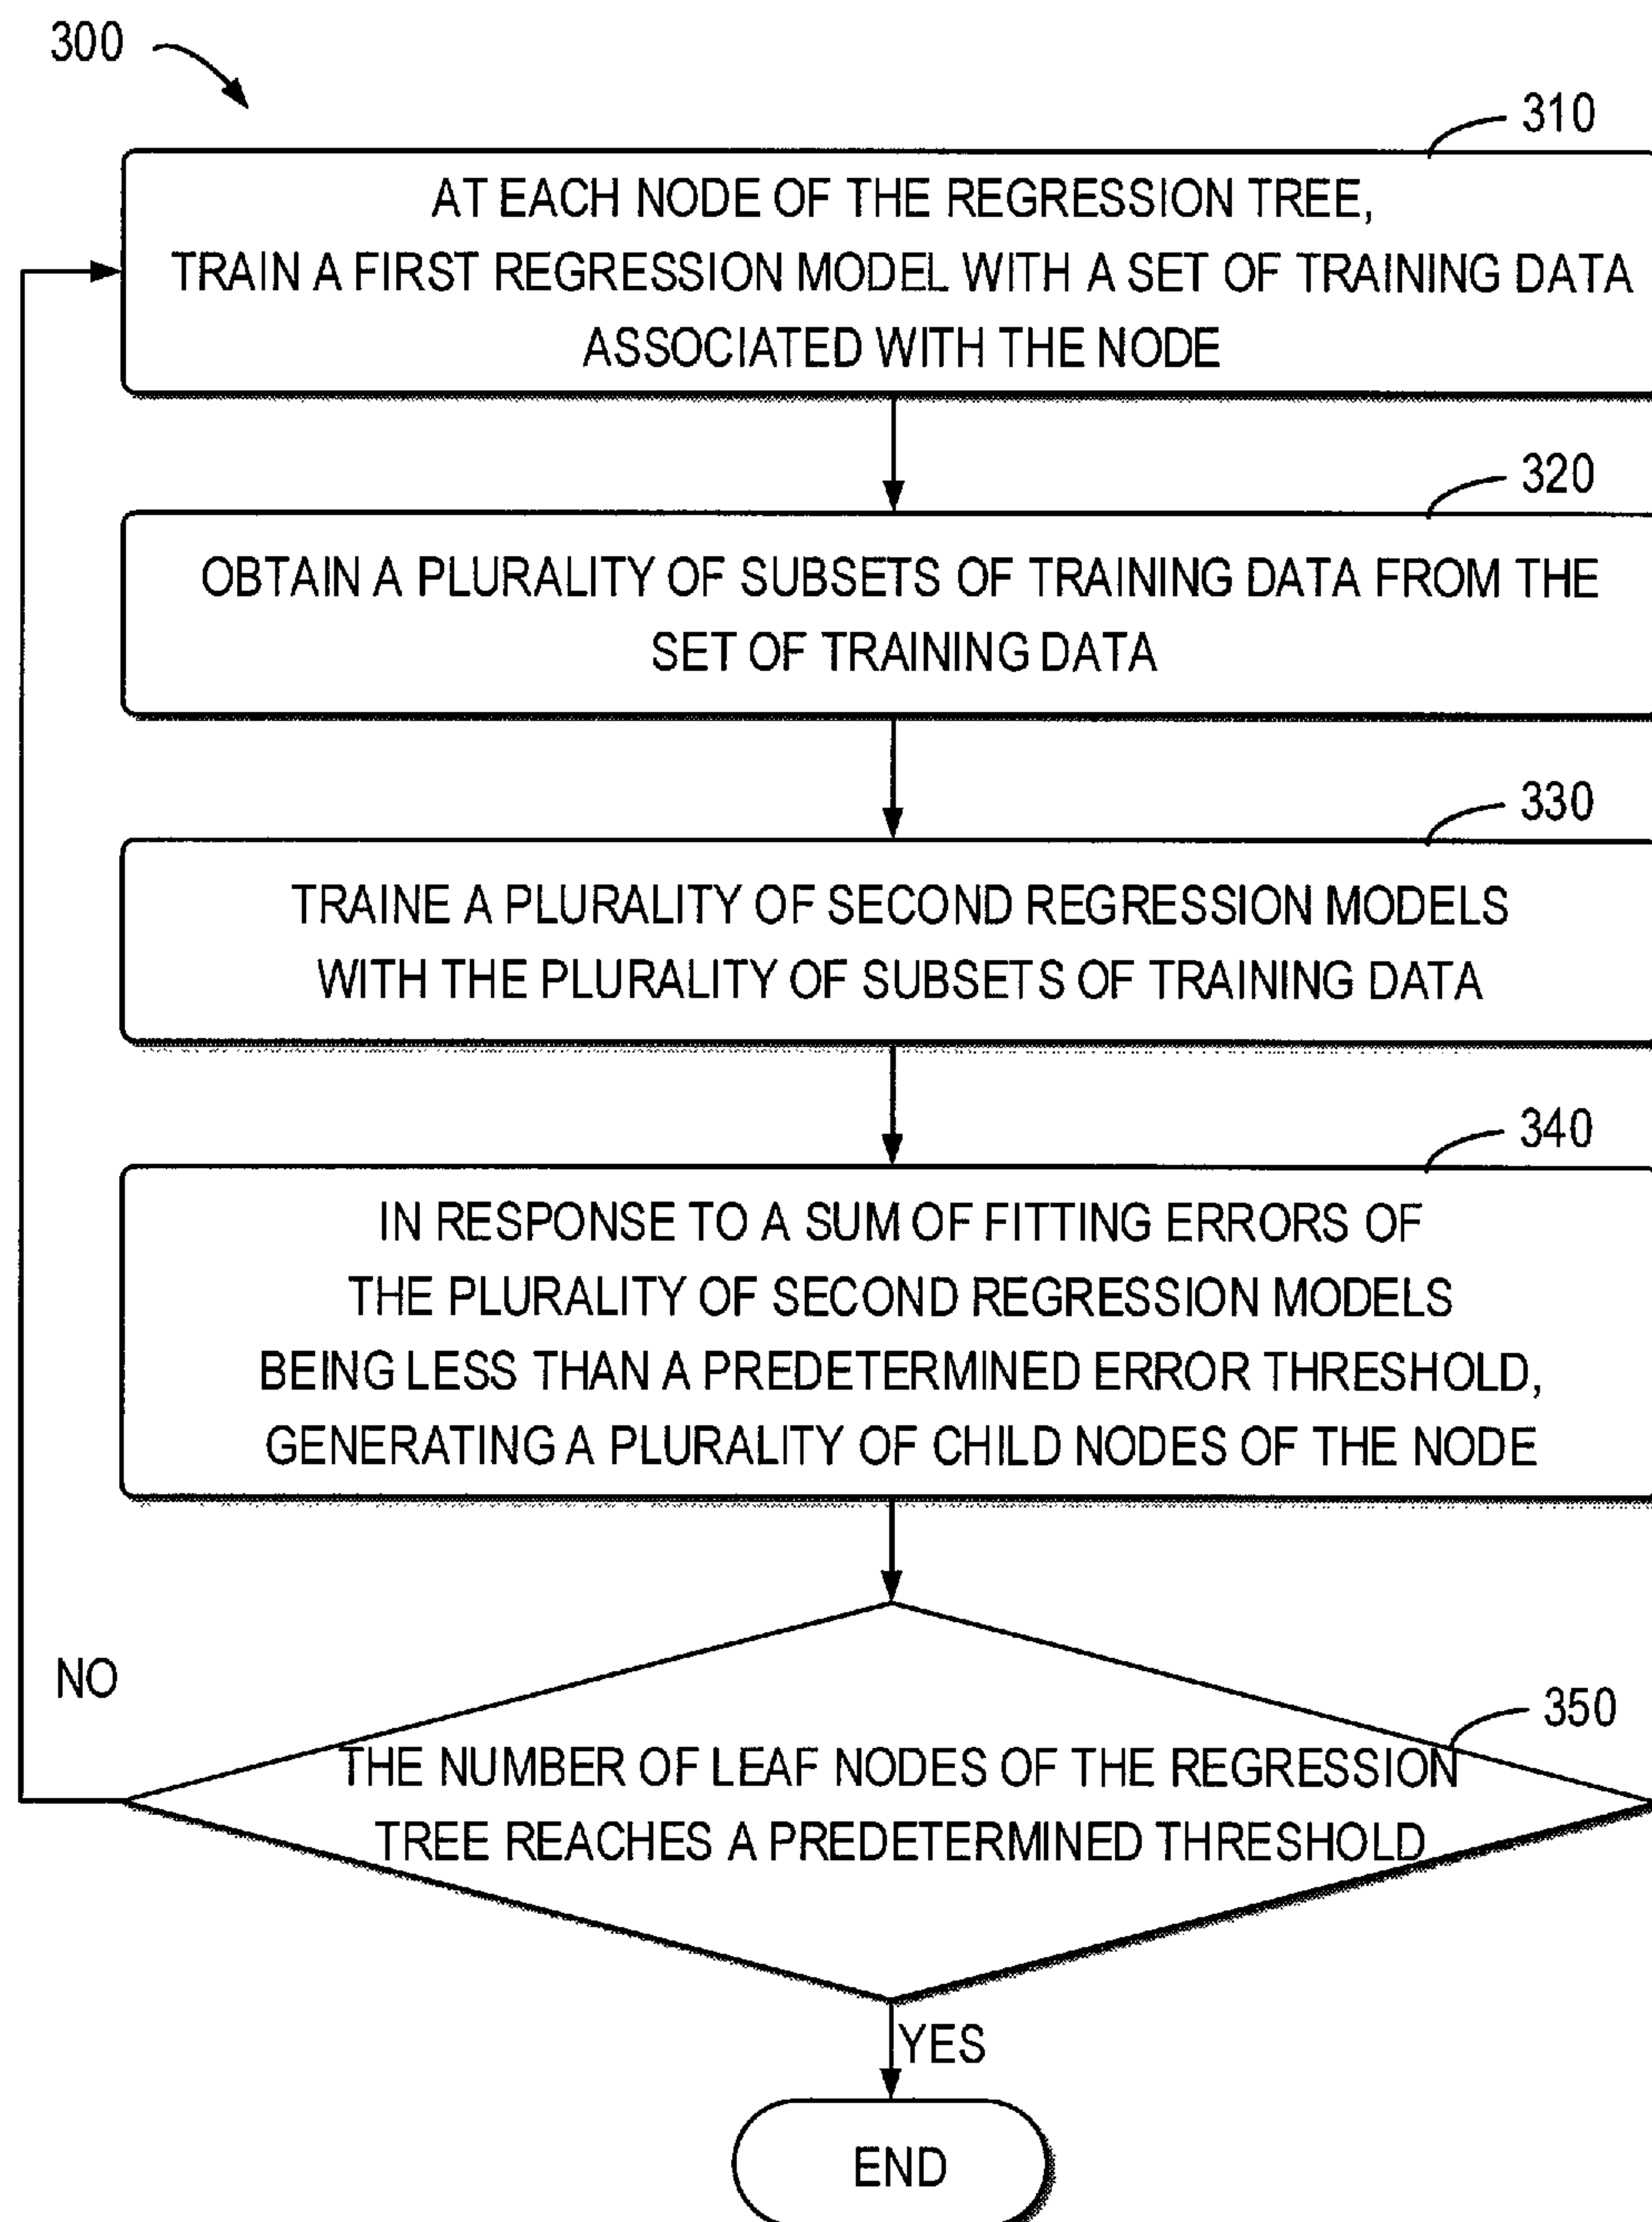 300
310
AT EACH NODE OF THE REGRESSION TREE,
TRAIN A FIRST REGRESSION MODEL WITH A SET OF TRAINING DATA
ASSOCIATED WITH THE NODE
320
OBTAIN A PLURALITY OF SUBSETS OF TRAINING DATA FROM THE
SET OF TRAINING DATA
330
TRAINE A PLURALITY OF SECOND REGRESSION MODELS
WITH THE PLURALITY OF SUBSETS OF TRAINING DATA
340
IN RESPONSE TO A SUM OF FITTING ERRORS OF
THE PLURALITY OF SECOND REGRESSION MODELS
BEING LESS THAN A PREDETERMINED ERROR THRESHOLD,
GENERATING A PLURALITY OF CHILD NODES OF THE NODE
NO
350
THE NUMBER OF LEAF NODES OF THE REGRESSION
TREE REACHES A PREDETERMINED THRESHOLD
YES
END